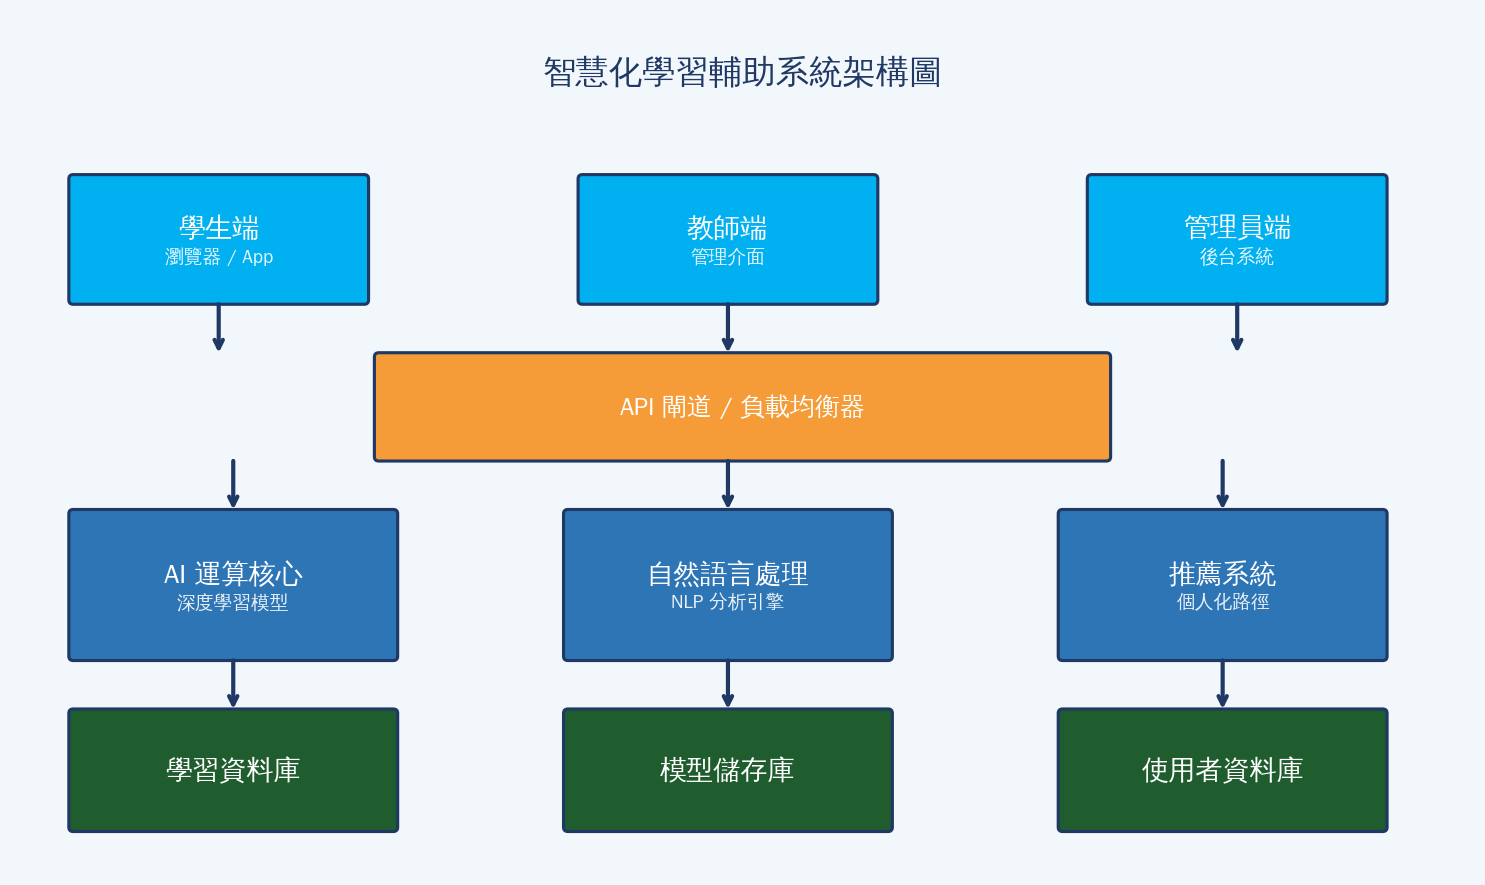 智慧化學習輔助系統架構圖
學生端
瀏覽器 / App
教師端
管理介面
管理員端
後台系統
API 閘道 / 負載均衡器
AI 運算核心
深度學習模型
自然語言處理
NLP 分析引擎
推薦系統
個人化路徑
學習資料庫
模型儲存庫
使用者資料庫